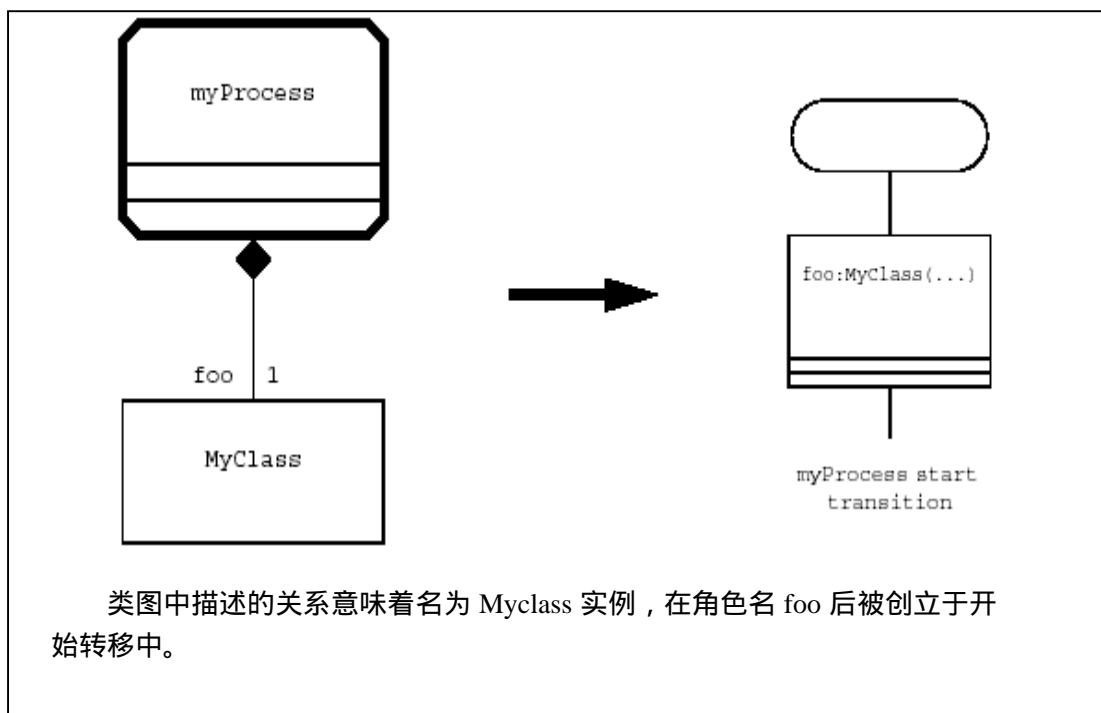 myProcess
foo 1
MyClass
foo:MyClass(...)
myProcess start
transition
类图中描述的关系意味着名为 Myclass 实例，在角色名 foo 后被创立于开
始转移中。